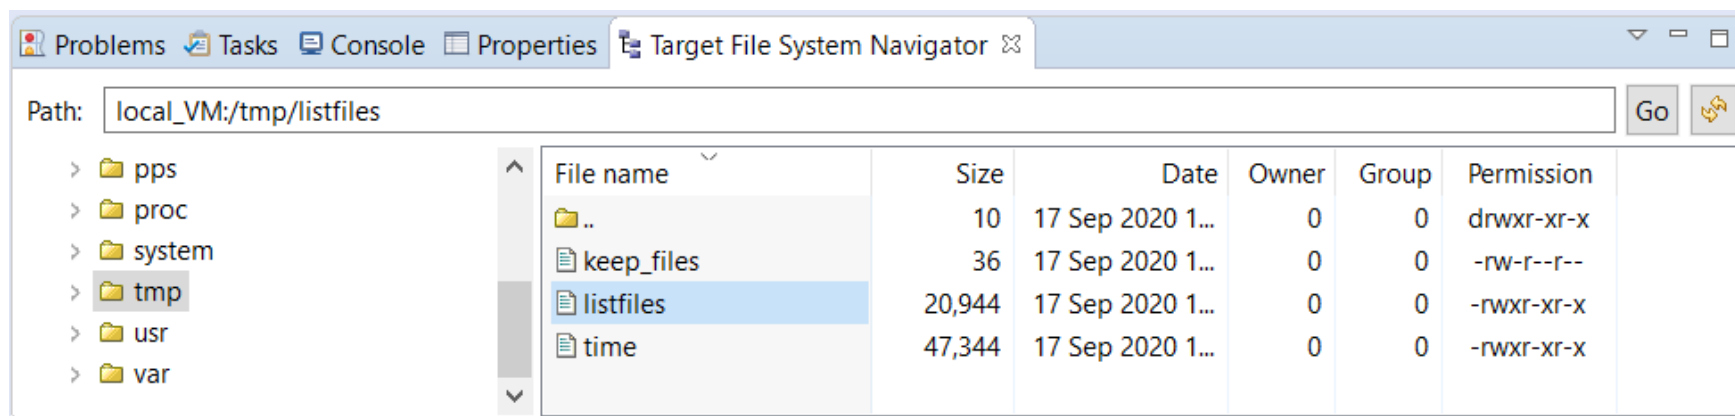 Problems Tasks Console Properties Target File System Navigator
Path: local_VM:/tmp/listfiles Go
pps
proc
system
tmp
usr
var
File name Size Date Owner Group Permission
.. 10 17 Sep 2020 1... 0 0 drwxr-xr-x
keep_files 36 17 Sep 2020 1... 0 0 -rw-r--r--
listfiles 20,944 17 Sep 2020 1... 0 0 -rwxr-xr-x
time 47,344 17 Sep 2020 1... 0 0 -rwxr-xr-x